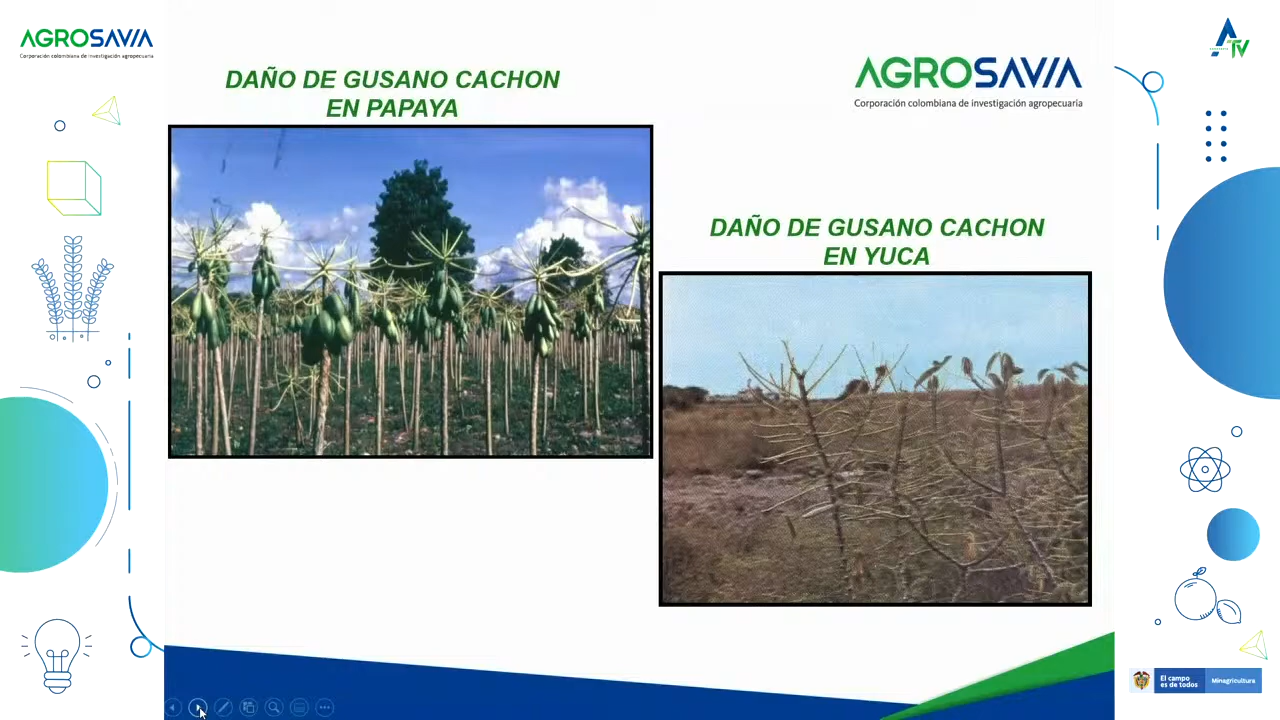 AGROSAVIA
Corporación colombiana de investigación agropecuaria
DAÑO DE GUSANO CACHON
EN PAPAYA
AGROSAVIA
Corporación colombiana de investigación agropecuaria
DAÑO DE GUSANO CACHON
EN YUCA
ATV
El campo
es de todos
Minagricultura